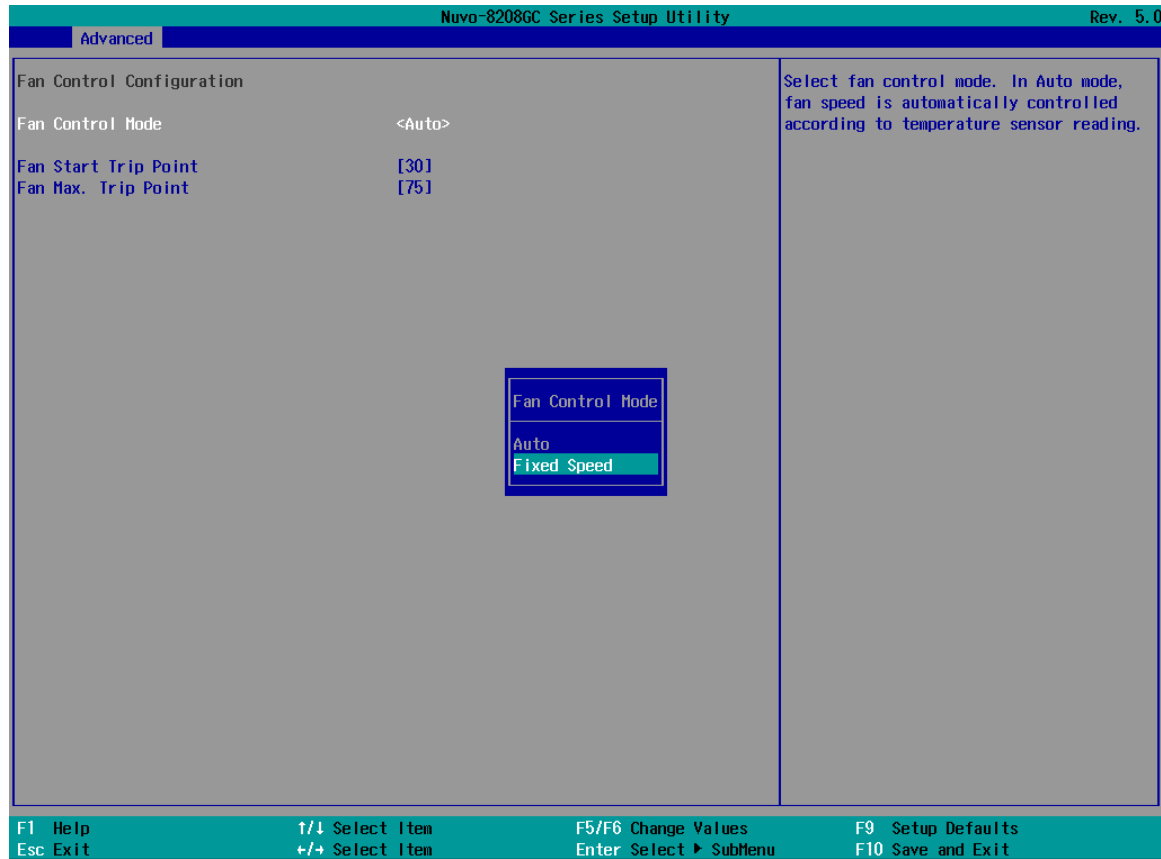 Nuvo-8208GC Series Setup Utility Rev. 5.0
Advanced
Fan Control Configuration
Fan Control Mode <Auto>
Fan Start Trip Point [30]
Fan Max. Trip Point [75]
Select fan control mode. In Auto mode,
fan speed is automatically controlled
according to temperature sensor reading.
Fan Control Mode
Auto
Fixed Speed
F1 Help ↑/↓ Select Item F5/F6 Change Values F9 Setup Defaults
Esc Exit ←/→ Select Item Enter Select ▶ SubMenu F10 Save and Exit